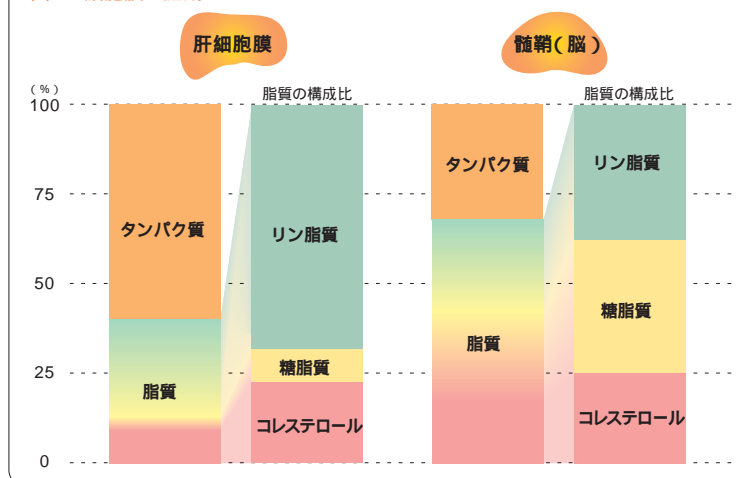 肝細胞膜
髄鞘(脳)
(%)
脂質の構成比
脂質の構成比
100
75
50
25
0
タンパク質
脂質
リン脂質
糖脂質
コレステロール
タンパク質
脂質
リン脂質
糖脂質
コレステロール